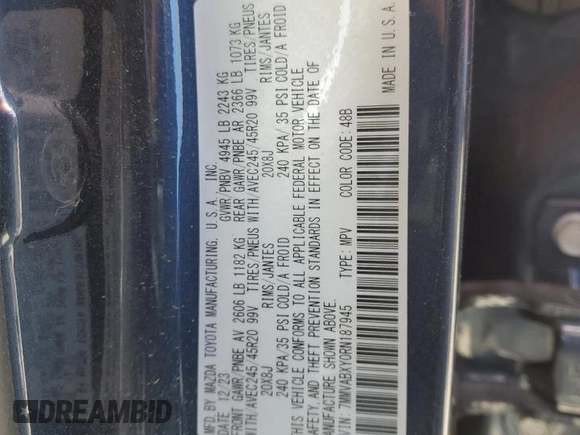 MFD BY MAZDA TOYOTA MANUFACTURING, U.S.A., INC.
DATE 12/23 GVWR/PNBV 4945 LB 2243 KG
FRONT GAWR/PNBE AV 2606 LB 1182 KG REAR GAWR/PNBE AR 2366 LB 1073 KG
WITH/AVEC245/45R20 99V TIRES/PNEUS WITH/AVEC245/45R20 99V TIRES/PNEUS
20X8J RIMS/JANTES 20X8J RIMS/JANTES
240 KPA/35 PSI COLD/A FROID 240 KPA/35 PSI COLD/A FROID
THIS VEHICLE CONFORMS TO ALL APPLICABLE FEDERAL MOTOR VEHICLE
SAFETY, AND THEFT PREVENTION STANDARDS IN EFFECT ON THE DATE OF
MANUFACTURE SHOWN ABOVE.
VIN: 7MMVABXY0RN187945 TYPE: MPV COLOR CODE: 48B
MADE IN U.S.A.
AUTOBIDMASTER